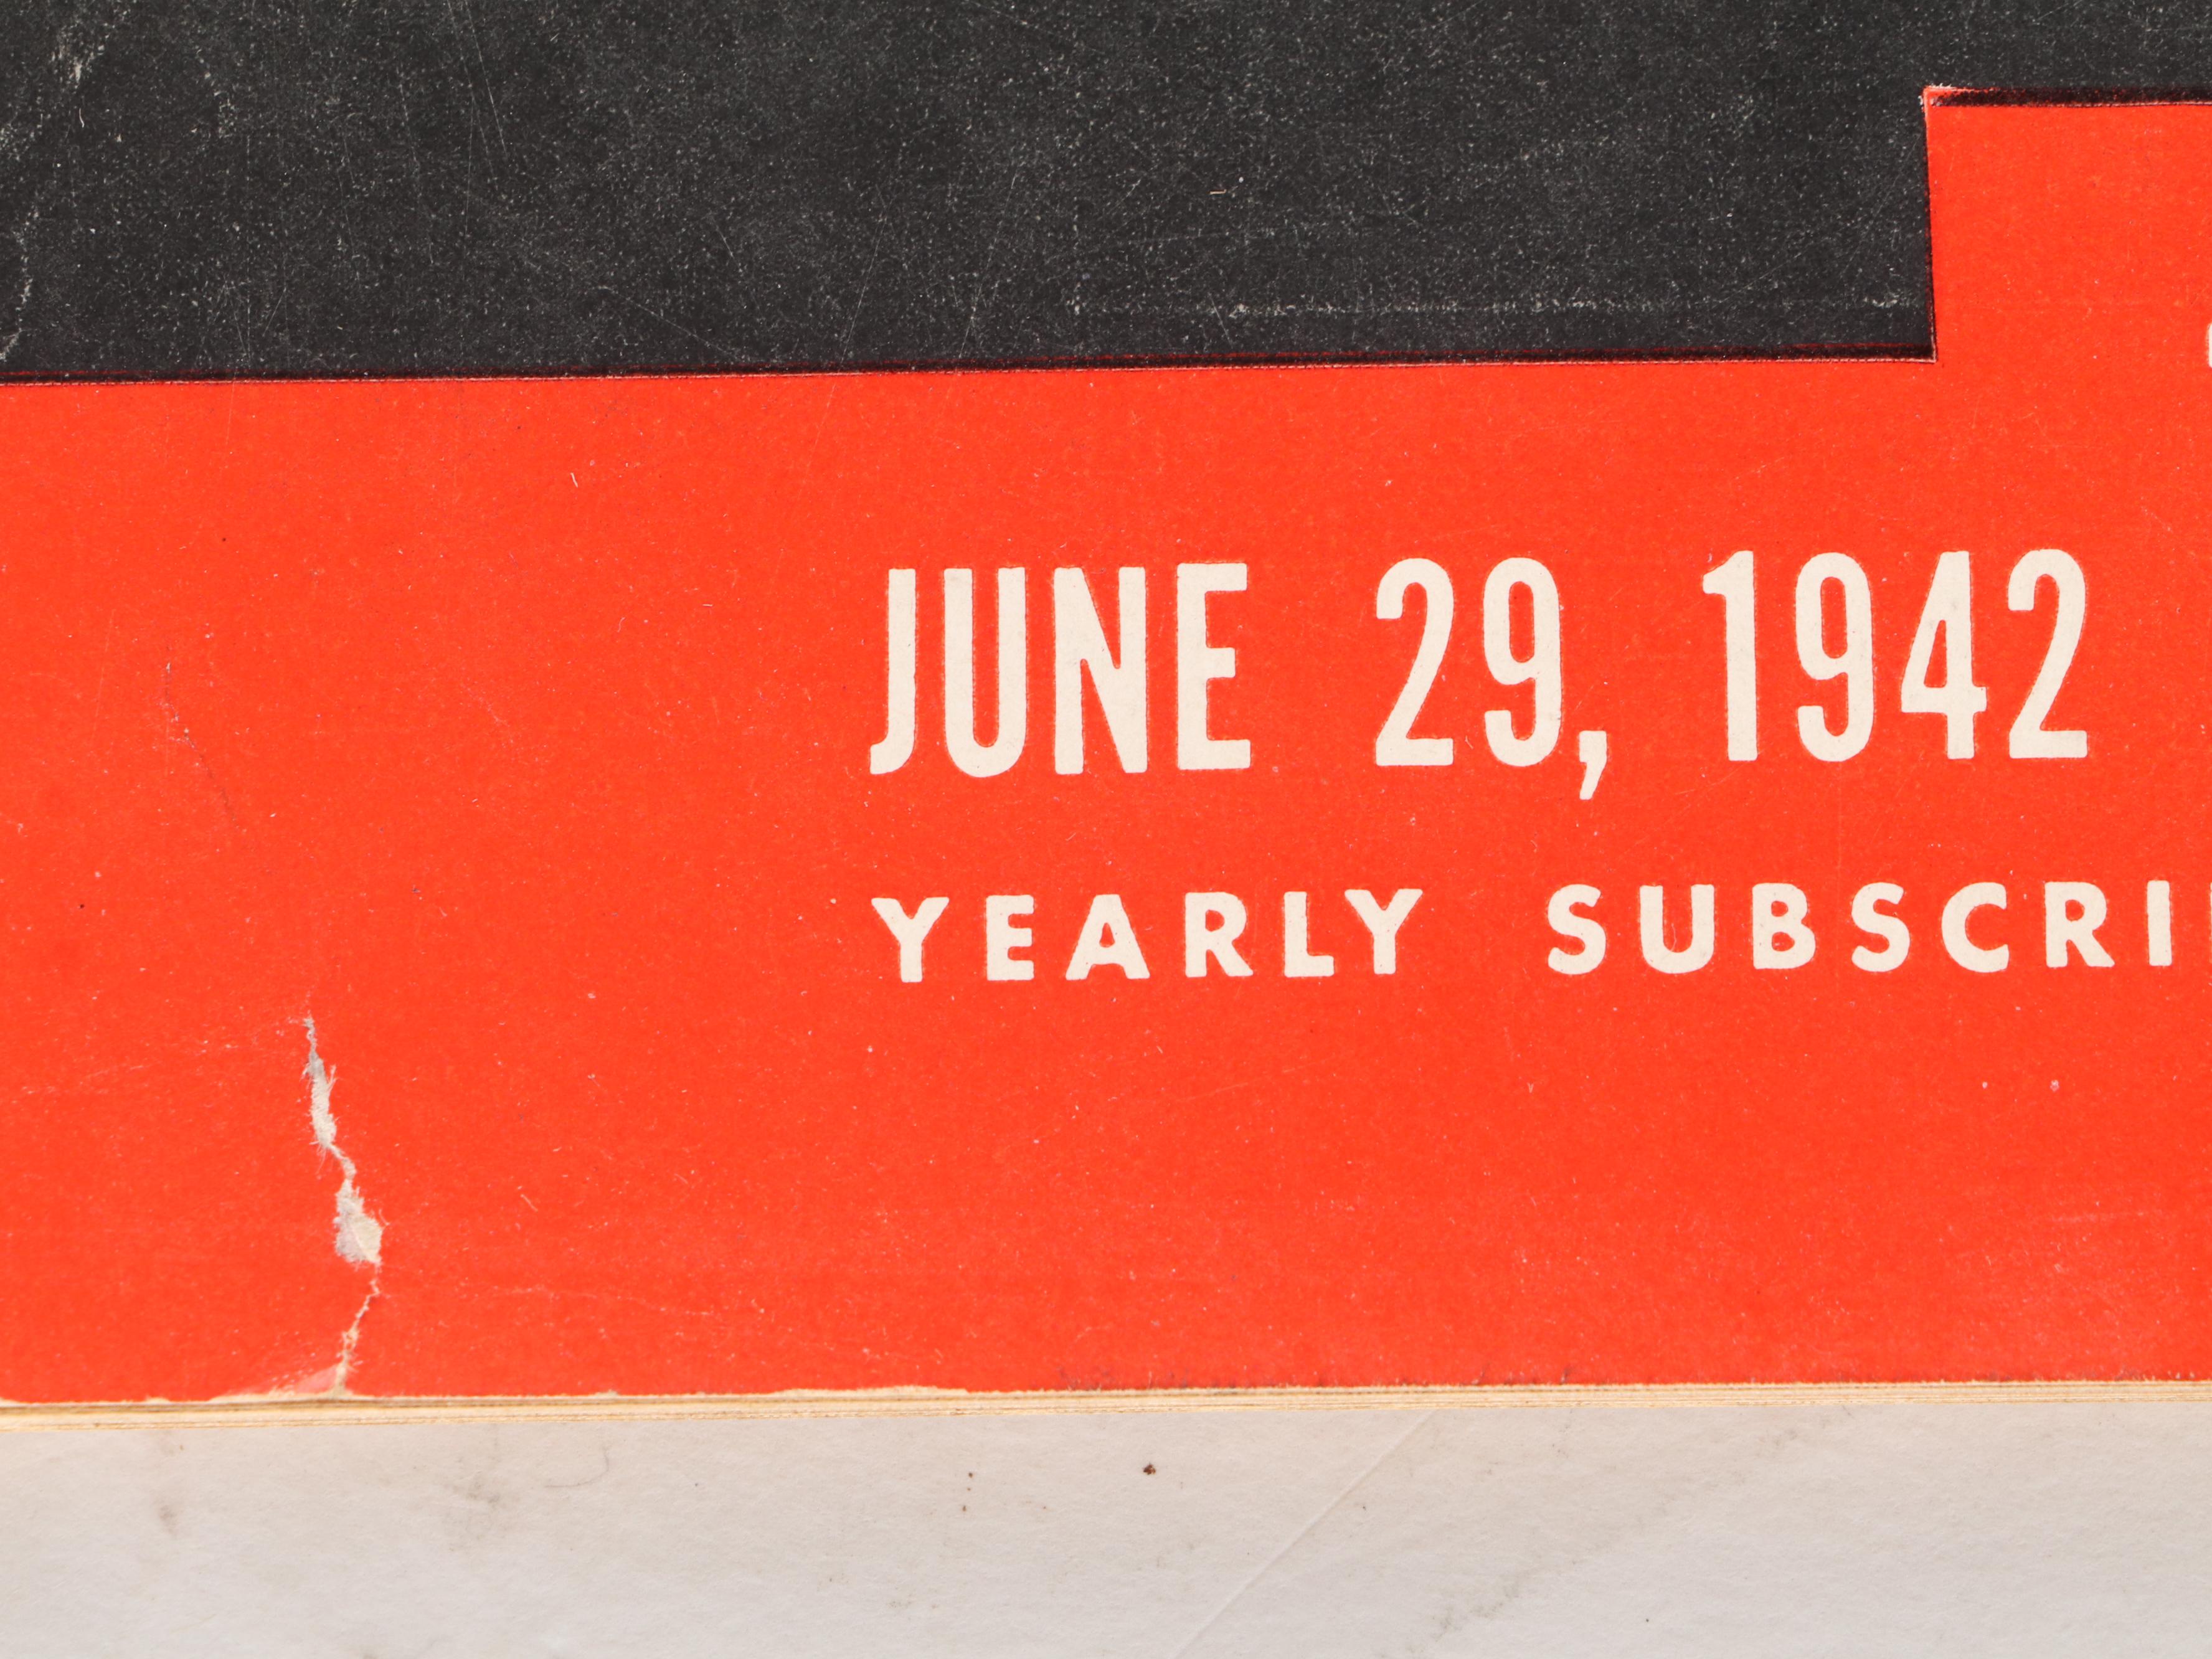 JUNE 29, 1942
YEARLY SUBSCRI